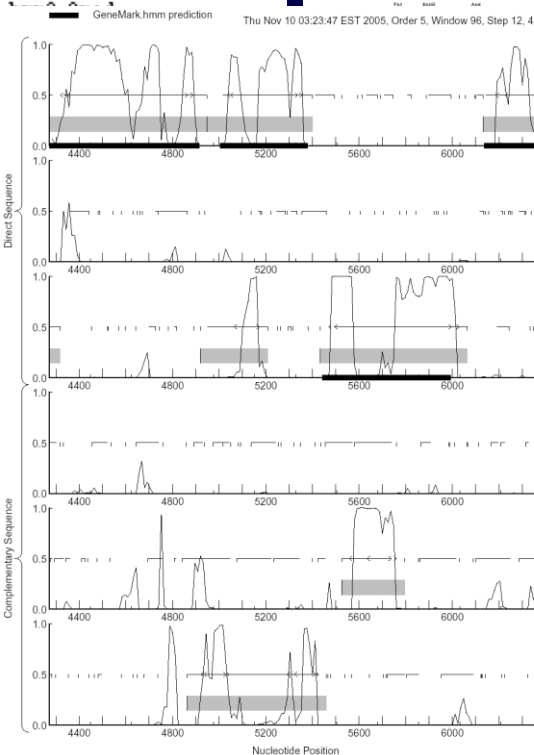 PstI BssSI AseI
GeneMark.hmm prediction
Thu Nov 10 03:23:47 EST 2005, Order 5, Window 96, Step 12, 4
1.0
0.5
0.0
4400 4800 5200 5600 6000
1.0
0.5
0.0
4400 4800 5200 5600 6000
1.0
0.5
0.0
4400 4800 5200 5600 6000
Direct Sequence
1.0
0.5
0.0
4400 4800 5200 5600 6000
1.0
0.5
0.0
4400 4800 5200 5600 6000
1.0
0.5
0.0
4400 4800 5200 5600 6000
Complementary Sequence
Nucleotide Position